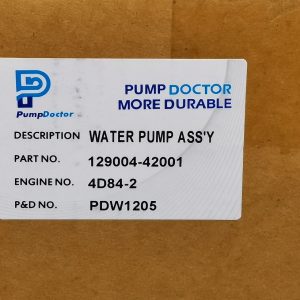 PumpDoctor
PUMP DOCTOR
MORE DURABLE
DESCRIPTION WATER PUMP ASS'Y
PART NO. 129004-42001
ENGINE NO. 4D84-2
P&D NO. PDW1205